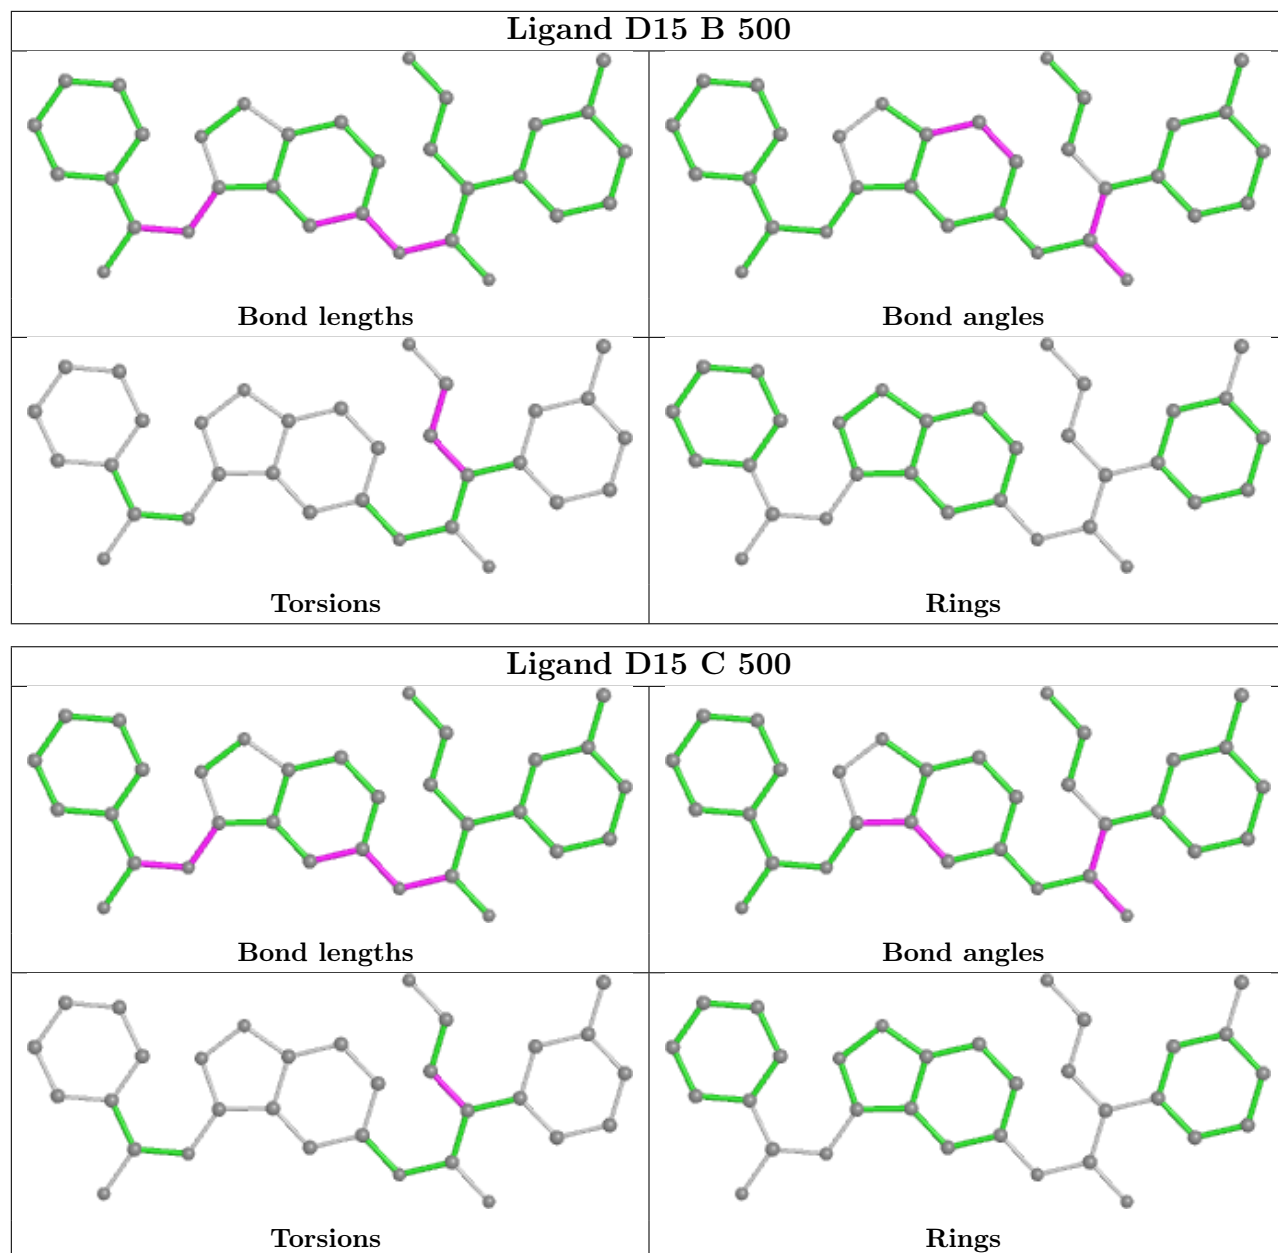 Ligand D15 B 500
Bond lengths
Bond angles
Torsions
Rings
Ligand D15 C 500
Bond lengths
Bond angles
Torsions
Rings